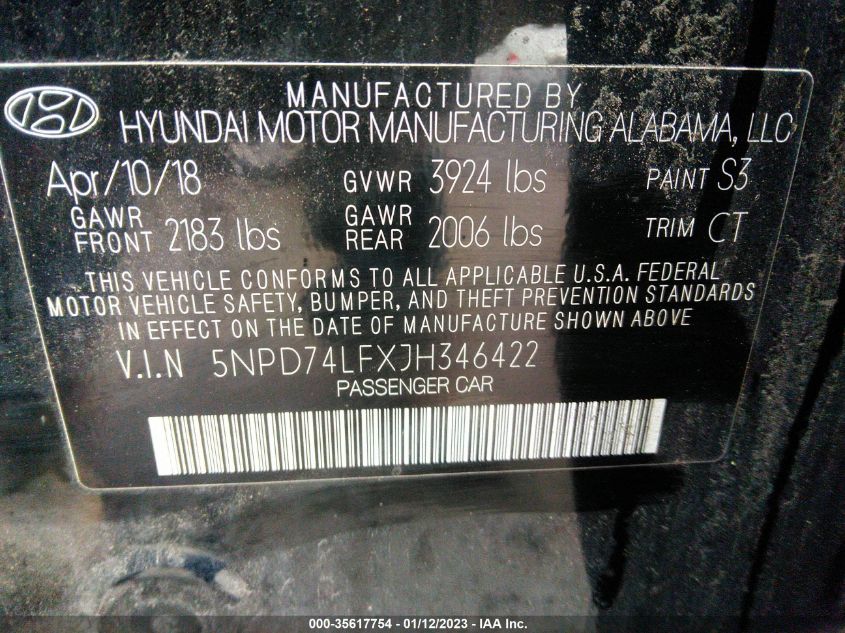 MANUFACTURED BY
HYUNDAI MOTOR MANUFACTURING ALABAMA, LLC
Apr/10/18 GVWR 3924 lbs PAINT S3
GAWR FRONT 2183 lbs GAWR REAR 2006 lbs TRIM CT
THIS VEHICLE CONFORMS TO ALL APPLICABLE U.S.A. FEDERAL
MOTOR VEHICLE SAFETY, BUMPER, AND THEFT PREVENTION STANDARDS
IN EFFECT ON THE DATE OF MANUFACTURE SHOWN ABOVE
V.I.N 5NPD74LFXJH346422
PASSENGER CAR
000-35617754 - 01/12/2023 - IAA Inc.